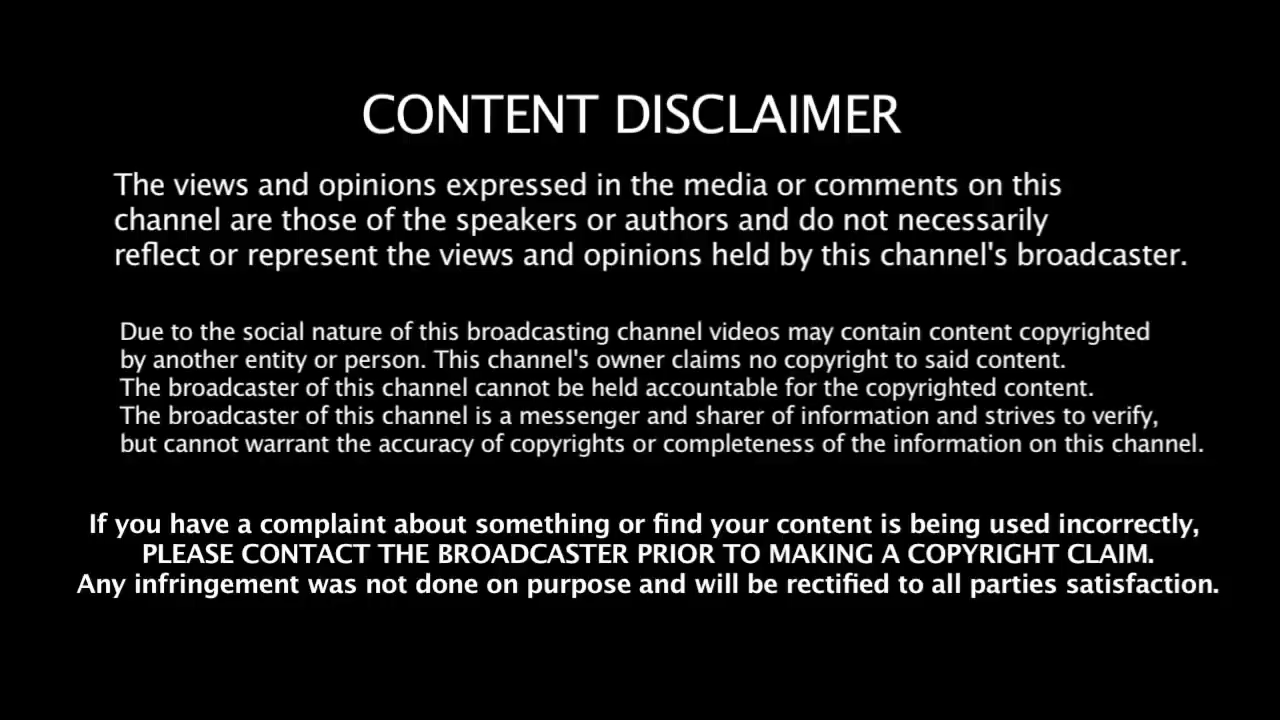 CONTENT DISCLAIMER
The views and opinions expressed in the media or comments on this
channel are those of the speakers or authors and do not necessarily
reflect or represent the views and opinions held by this channel's broadcaster.
Due to the social nature of this broadcasting channel videos may contain content copyrighted
by another entity or person. This channel's owner claims no copyright to said content.
The broadcaster of this channel cannot be held accountable for the copyrighted content.
The broadcaster of this channel is a messenger and sharer of information and strives to verify,
but cannot warrant the accuracy of copyrights or completeness of the information on this channel.
If you have a complaint about something or find your content is being used incorrectly,
PLEASE CONTACT THE BROADCASTER PRIOR TO MAKING A COPYRIGHT CLAIM.
Any infringement was not done on purpose and will be rectified to all parties satisfaction.